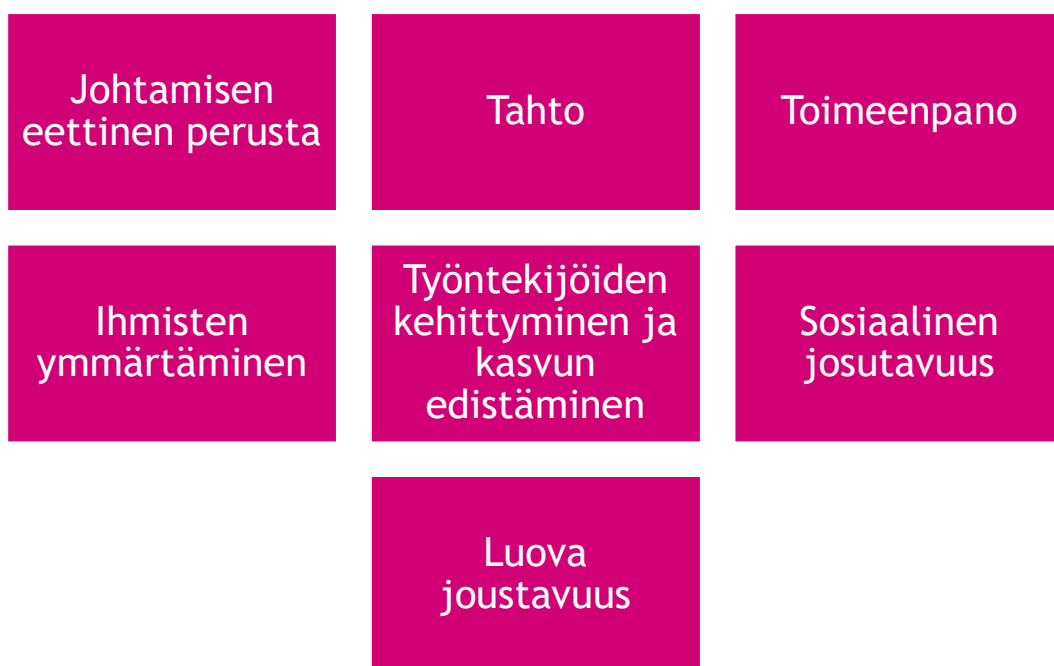 Johtamisen
eettinen perusta
Tahto
Toimeenpano
Ihmisten
ymmärtäminen
Työntekijöiden
kehittyminen ja
kasvun
edistäminen
Sosiaalinen
josutavuus
Luova
joustavuus